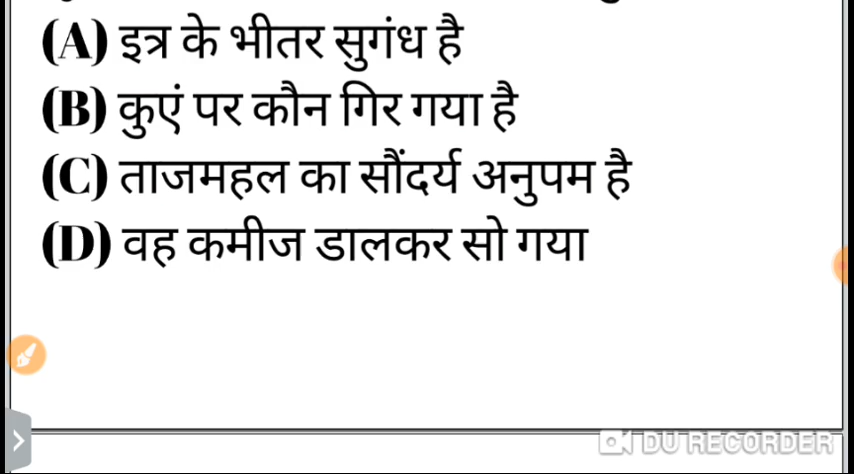 (A) इत्र के भीतर सुगंध है
(B) कुएं पर कौन गिर गया है
(C) ताजमहल का सौंदर्य अनुपम है
(D) वह कमीज डालकर सो गया
DU RECORDER